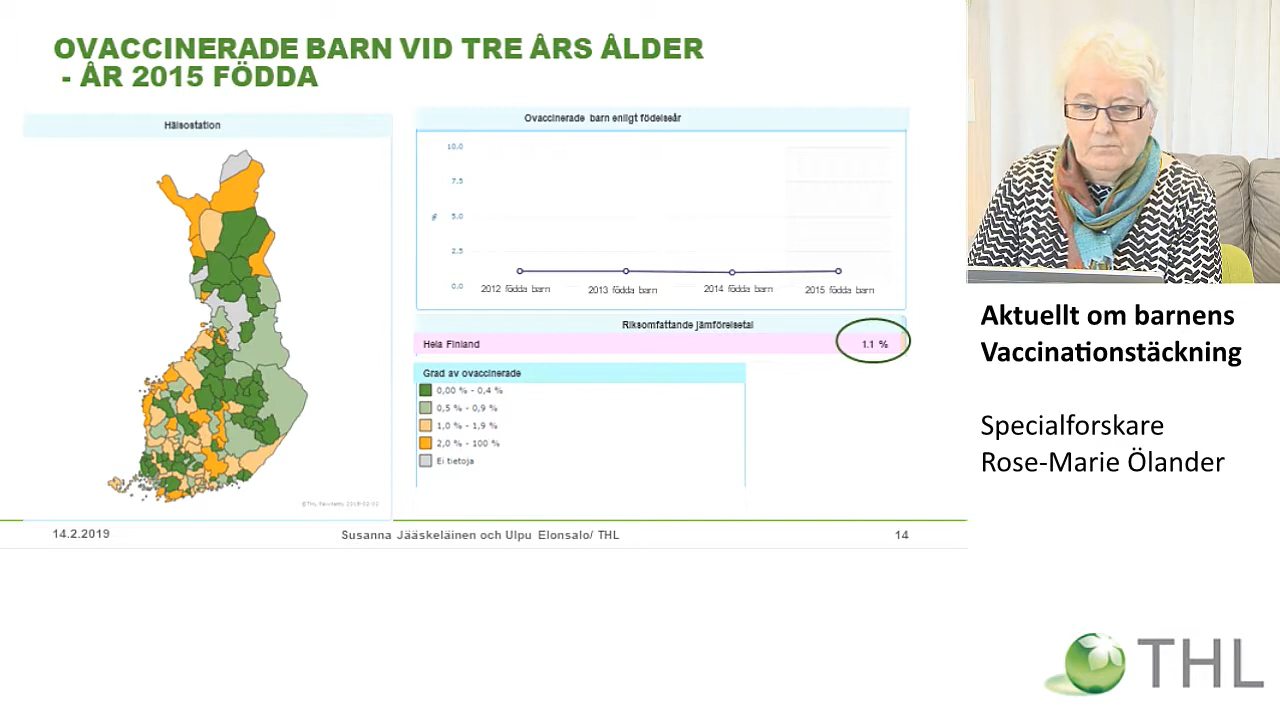 OVACCINERADE BARN VID TRE ÅRS ÅLDER
- ÅR 2015 FÖDDA
Hälsostation
Ovaccinerade barn enligt födelseår
10.0
7.5
%
5.0
2.5
0.0
2012 födda barn
2013 födda barn
2014 födda barn
2015 födda barn
Riksomfattande jämförelsetal
Hela Finland
1.1 %
Grad av ovaccinerade
0,00 % - 0,4 %
0,5 % - 0,9 %
1,0 % - 1,9 %
2,0 % - 100 %
Ei tietoja
14.2.2019
Susanna Jääskeläinen och Ulpu Elonsalo/ THL
14
Aktuellt om barnens
Vaccinationstäckning
Specialforskare
Rose-Marie Ölander
THL